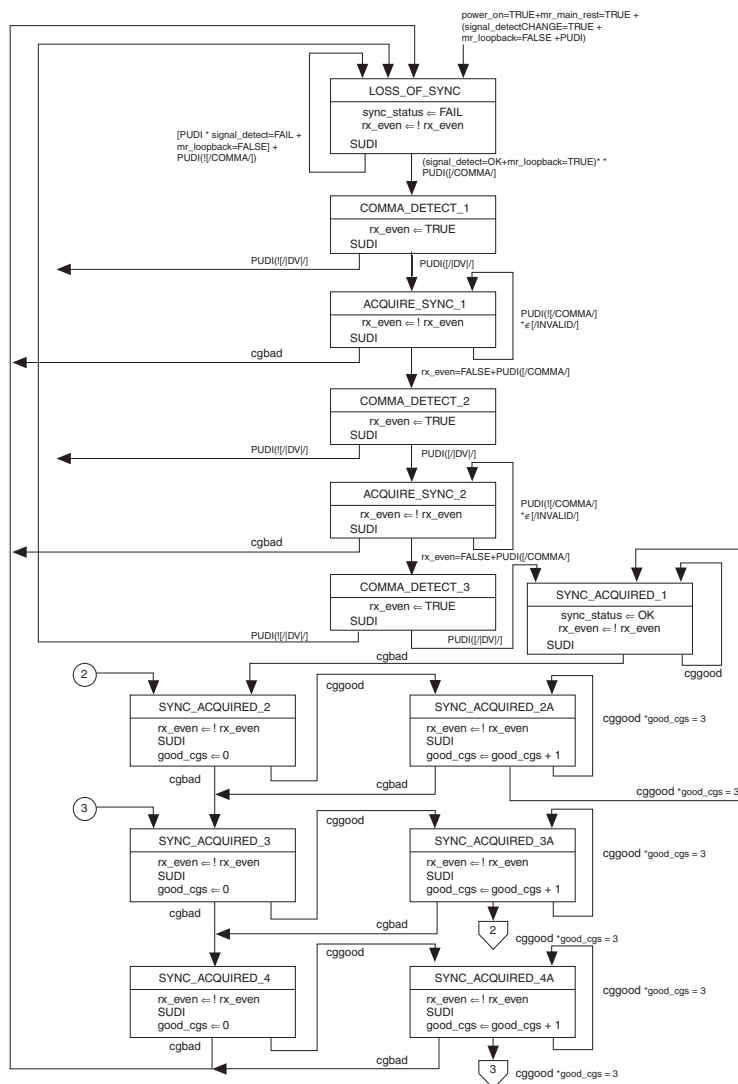 power_on=TRUE+mr_main_rest=TRUE +
(signal_detectCHANGE=TRUE +
mr_loopback=FALSE +PUDI)
LOSS_OF_SYNC
sync_status ⇐ FAIL
rx_even ⇐ ! rx_even
SUDI
[PUDI * signal_detect=FAIL +
mr_loopback=FALSE] +
PUDI(![/COMMA/])
(signal_detect=OK+mr_loopback=TRUE)* *
PUDI([/COMMA/]
COMMA_DETECT_1
rx_even ⇐ TRUE
SUDI
PUDI(![/|DV|/]
PUDI([/|DV|/]
ACQUIRE_SYNC_1
rx_even ⇐ ! rx_even
SUDI
PUDI(![/COMMA/]
*∉[/INVALID/]
cgbad
rx_even=FALSE+PUDI([/COMMA/]
COMMA_DETECT_2
rx_even ⇐ TRUE
SUDI
PUDI(![/|DV|/]
PUDI([/|DV|/]
ACQUIRE_SYNC_2
rx_even ⇐ ! rx_even
SUDI
PUDI(![/COMMA/]
*∉[/INVALID/]
cgbad
rx_even=FALSE+PUDI([/COMMA/]
COMMA_DETECT_3
rx_even ⇐ TRUE
SUDI
PUDI(![/|DV|/]
PUDI([/|DV|/]
SYNC_ACQUIRED_1
sync_status ⇐ OK
rx_even ⇐ ! rx_even
SUDI
cgbad
cggood
2
SYNC_ACQUIRED_2
rx_even ⇐ ! rx_even
SUDI
good_cgs ⇐ 0
cggood
SYNC_ACQUIRED_2A
rx_even ⇐ ! rx_even
SUDI
good_cgs ⇐ good_cgs + 1
cggood *good_cgs = 3
cgbad
cgbad
cggood *good_cgs = 3
3
SYNC_ACQUIRED_3
rx_even ⇐ ! rx_even
SUDI
good_cgs ⇐ 0
cggood
SYNC_ACQUIRED_3A
rx_even ⇐ ! rx_even
SUDI
good_cgs ⇐ good_cgs + 1
cggood *good_cgs = 3
cgbad
cgbad
2
cggood *good_cgs = 3
SYNC_ACQUIRED_4
rx_even ⇐ ! rx_even
SUDI
good_cgs ⇐ 0
cggood
SYNC_ACQUIRED_4A
rx_even ⇐ ! rx_even
SUDI
good_cgs ⇐ good_cgs + 1
cggood *good_cgs = 3
cgbad
cgbad
3
cggood *good_cgs = 3